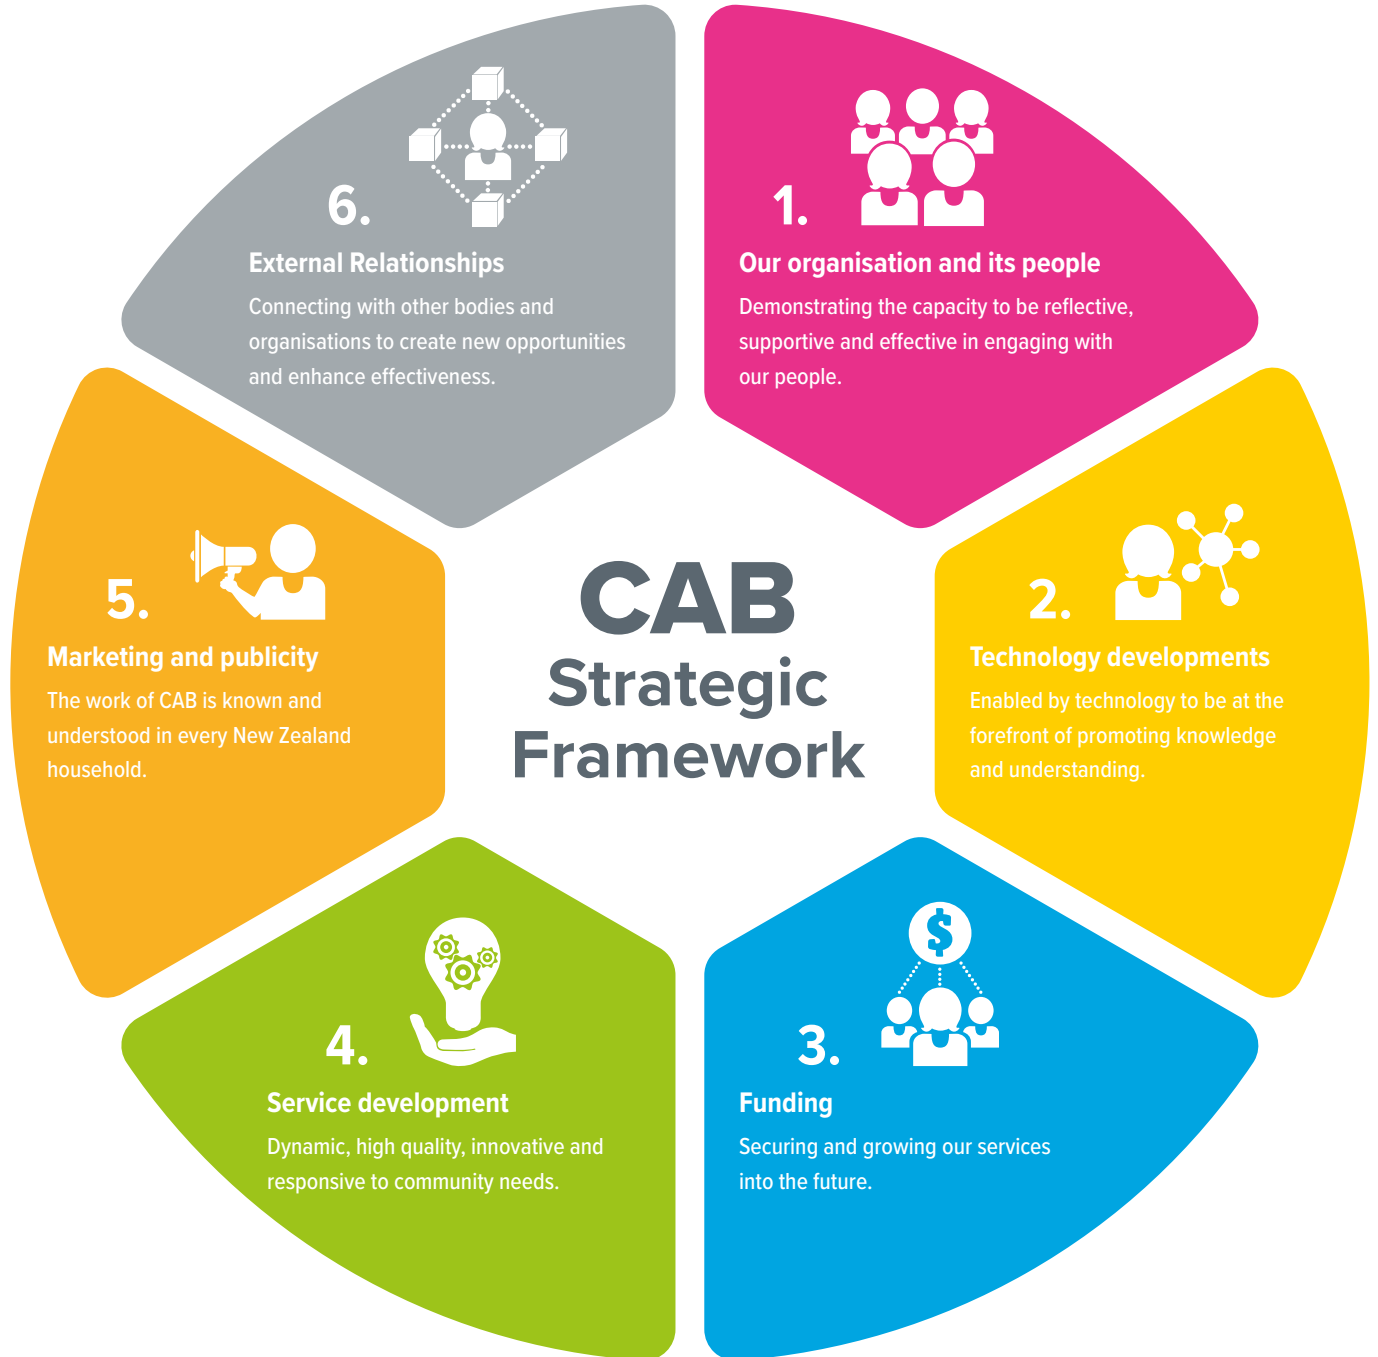 CAB
Strategic
Framework
1.
Our organisation and its people
Demonstrating the capacity to be reflective,
supportive and effective in engaging with
our people.
2.
Technology developments
Enabled by technology to be at the
forefront of promoting knowledge
and understanding.
3.
$
Funding
Securing and growing our services
into the future.
4.
Service development
Dynamic, high quality, innovative and
responsive to community needs.
5.
Marketing and publicity
The work of CAB is known and
understood in every New Zealand
household.
6.
External Relationships
Connecting with other bodies and
organisations to create new opportunities
and enhance effectiveness.